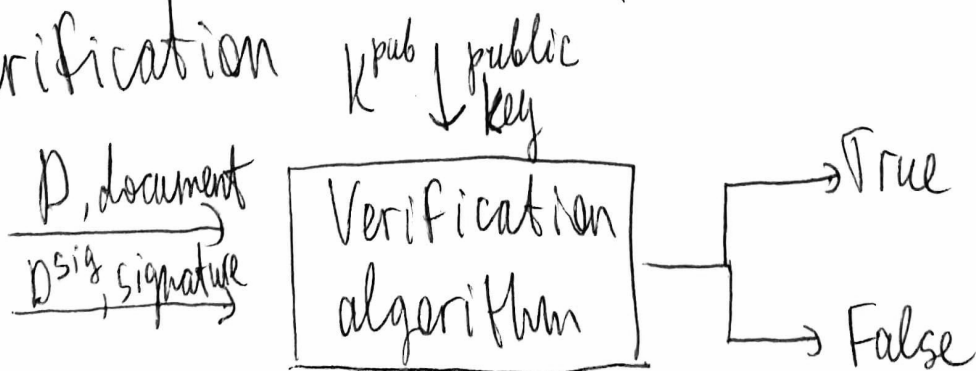 rification
K^pub public
key
D, document
D^sig, signature
Verification
algorithm
True
False